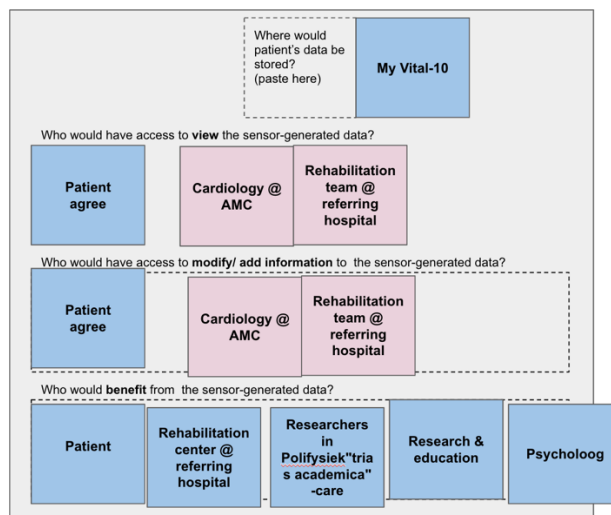 Where would
patient's data be
stored?
(paste here)
My Vital-10
Who would have access to view the sensor-generated data?
Patient
agree
Cardiology @
AMC
Rehabilitation
team @
referring
hospital
Who would have access to modify/ add information to the sensor-generated data?
Patient
agree
Cardiology @
AMC
Rehabilitation
team @
referring
hospital
Who would benefit from the sensor-generated data?
Patient
Rehabilitation
center @
referring
hospital
Researchers
in
Polifysiek"tria
s academica"
-care
Research &
education
Psycholoog